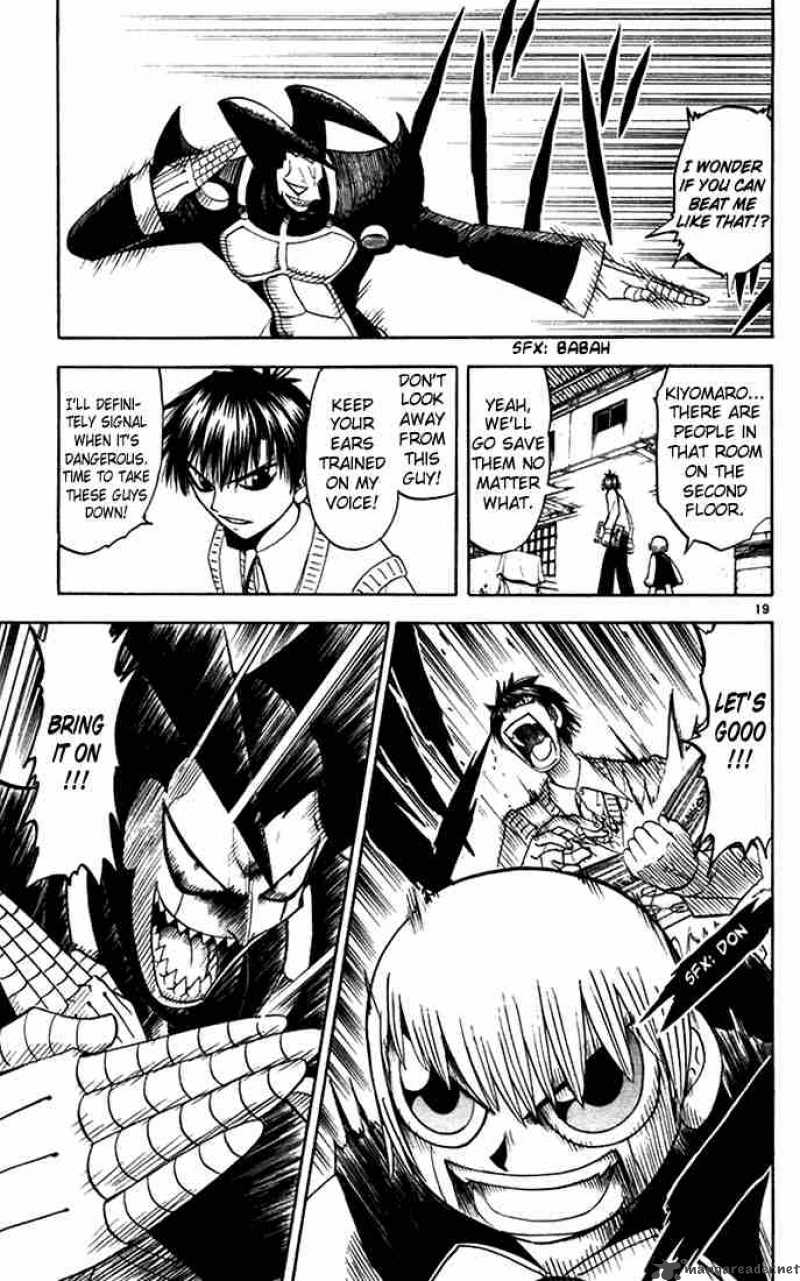 I WONDER
IF YOU CAN
BEAT ME
LIKE THAT!?
SFX: BABAH
KIYOMARO...
THERE ARE
PEOPLE IN
THAT ROOM
ON THE
SECOND
FLOOR.
YEAH,
WE'LL
GO SAVE
THEM NO
MATTER
WHAT.
DON'T
LOOK
AWAY
FROM
THIS
GUY!
KEEP
YOUR
EARS
TRAINED
ON MY
VOICE!
I'LL DEFINI-
TELY SIGNAL
WHEN IT'S
DANGEROUS.
TIME TO TAKE
THESE GUYS
DOWN!
19
LET'S
GOOO
!!!
SFX: DON
BRING
IT ON
!!!
mangareader.net